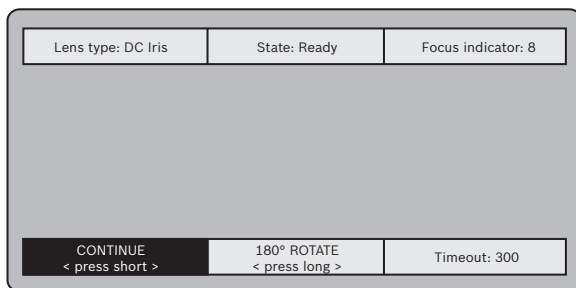 Lens type: DC Iris
State: Ready
Focus indicator: 8
CONTINUE
< press short >
180° ROTATE
< press long >
Timeout: 300